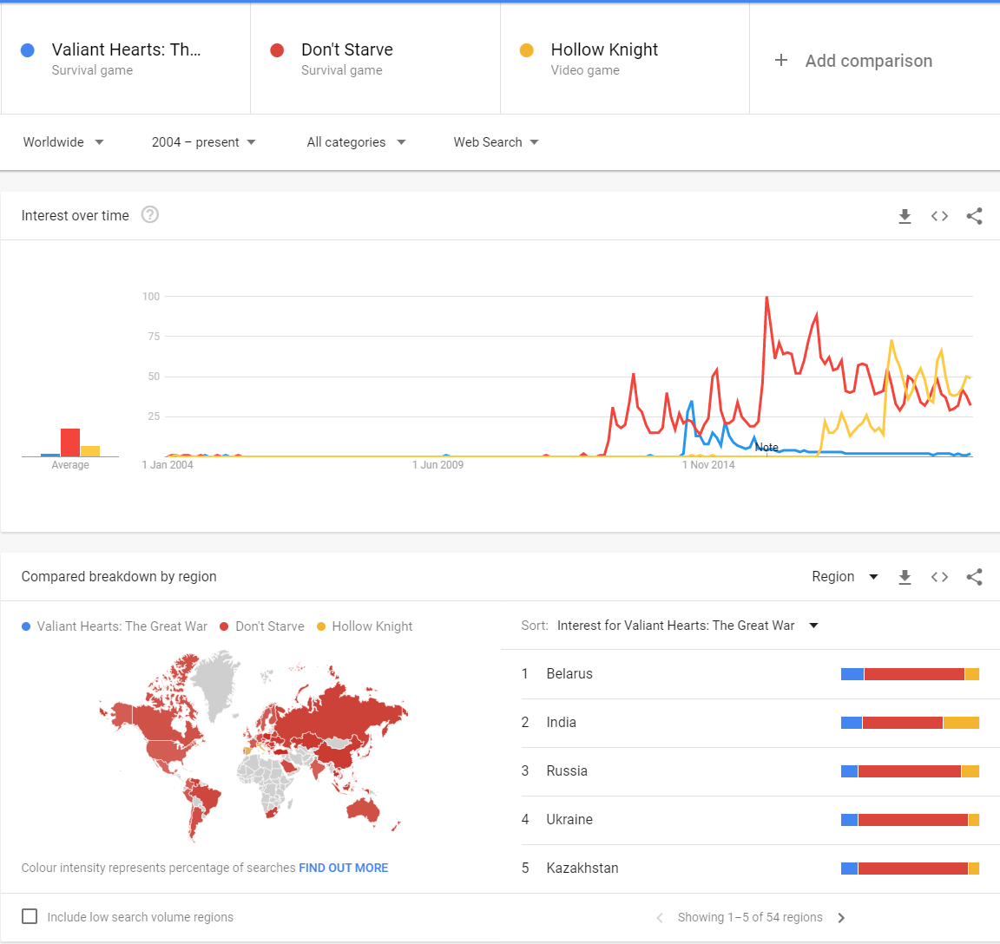 Valiant Hearts: Th...
Survival game
Don't Starve
Survival game
Hollow Knight
Video game
+ Add comparison
Worldwide
2004 – present
All categories
Web Search
Interest over time ?
100
75
50
25
Note
Average
1 Jan 2004
1 Jun 2009
1 Nov 2014
Compared breakdown by region
Region
Valiant Hearts: The Great War
Don't Starve
Hollow Knight
Sort: Interest for Valiant Hearts: The Great War
1 Belarus
2 India
3 Russia
4 Ukraine
5 Kazakhstan
Colour intensity represents percentage of searches FIND OUT MORE
Include low search volume regions
Showing 1–5 of 54 regions